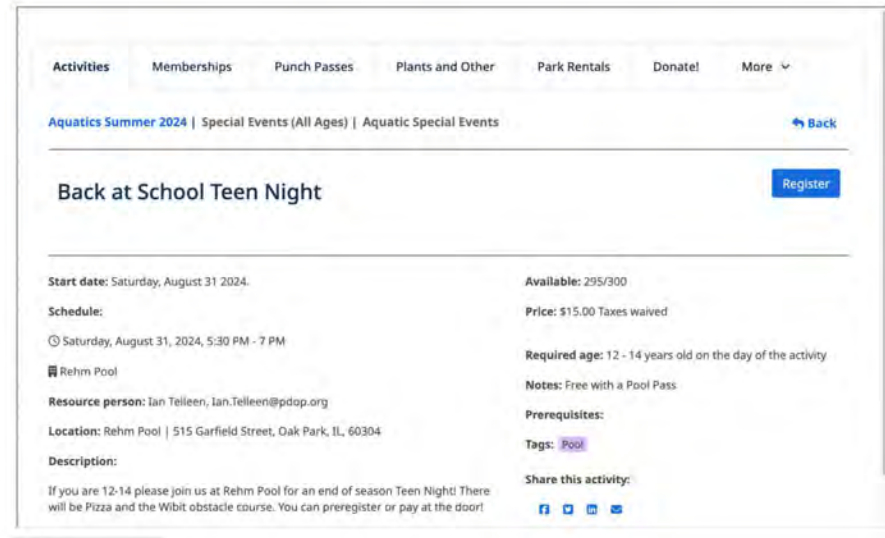 Activities Memberships Punch Passes Plants and Other Park Rentals Donate! More
Aquatics Summer 2024 | Special Events (All Ages) | Aquatic Special Events
Back
Back at School Teen Night
Register
Start date: Saturday, August 31 2024.
Schedule:
Saturday, August 31, 2024, 5:30 PM - 7 PM
Rehm Pool
Resource person: Ian Telleen, Ian.Telleen@pdop.org
Location: Rehm Pool | 515 Garfield Street, Oak Park, IL, 60304
Description:
If you are 12-14 please join us at Rehm Pool for an end of season Teen Night! There
will be Pizza and the Wibit obstacle course. You can preregister or pay at the door!
Available: 295/300
Price: $15.00 Taxes waived
Required age: 12 - 14 years old on the day of the activity
Notes: Free with a Pool Pass
Prerequisites:
Tags: Pool
Share this activity: